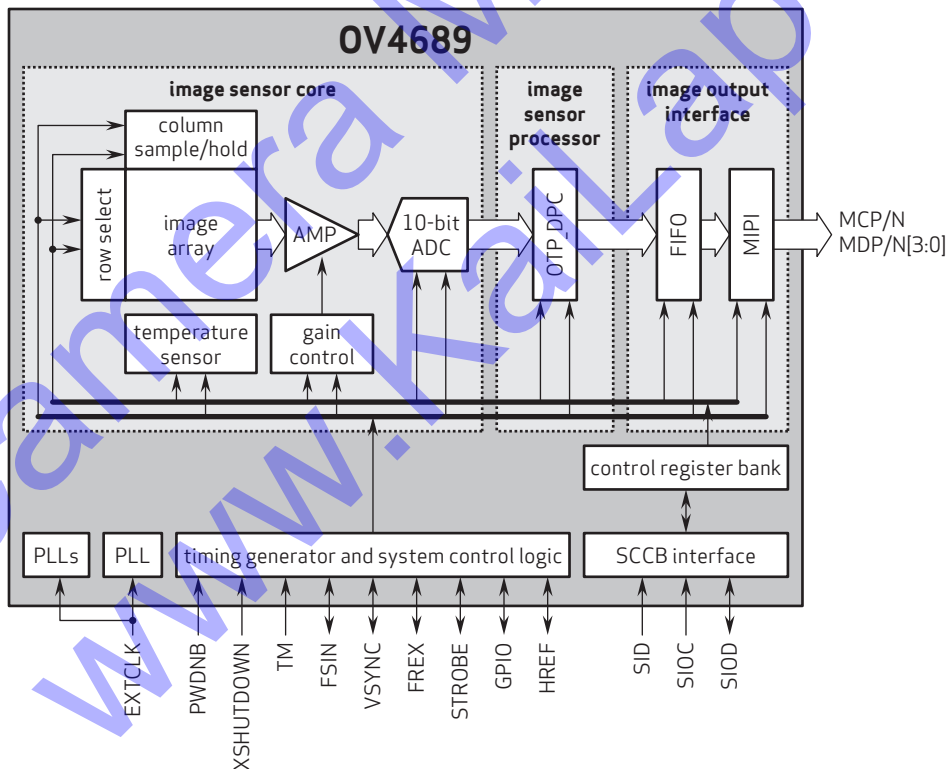 OV4689
image sensor core
image
sensor
processor
image output
interface
column
sample/hold
row select
image
array
AMP
10-bit
ADC
OTP_DPC
FIFO
MIPI
MCP/N
MDP/N[3:0]
temperature
sensor
gain
control
control register bank
PLLs
PLL
timing generator and system control logic
SCCB interface
EXTCLK
PWDNB
XSHUTDOWN
TM
FSIN
VSYNC
FREX
STROBE
GPIO
HREF
SID
SIOC
SIOD